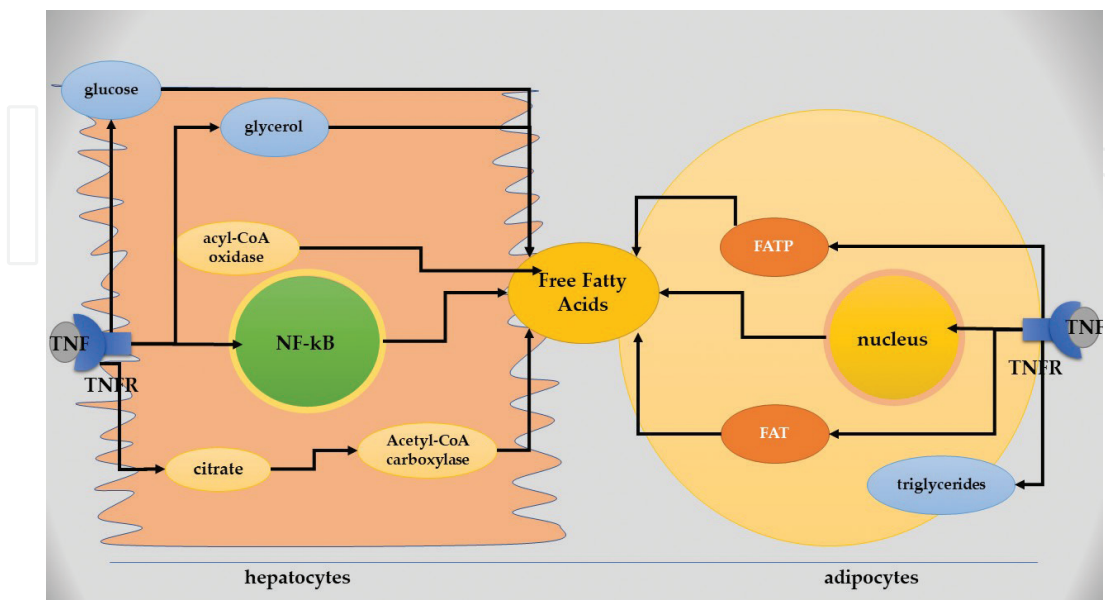 glucose
glycerol
acyl-CoA
oxidase
NF-kB
TNF
TNFR
citrate
Acetyl-CoA
carboxylase
Free Fatty
Acids
FATP
nucleus
FAT
TNF
TNFR
triglycerides
hepatocytes
adipocytes